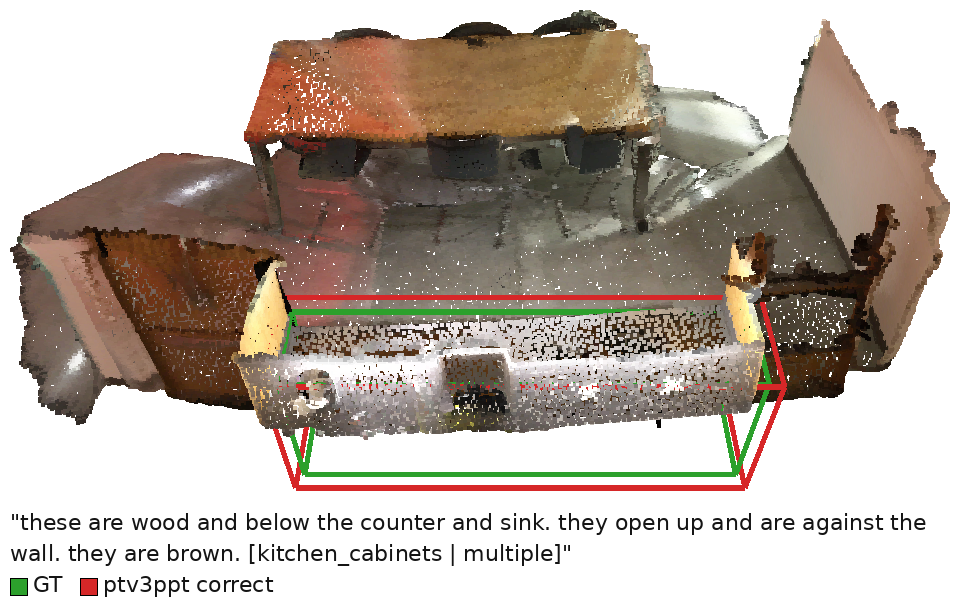 "these are wood and below the counter and sink. they open up and are against the
wall. they are brown. [kitchen_cabinets | multiple]"
GT ptv3ppt correct